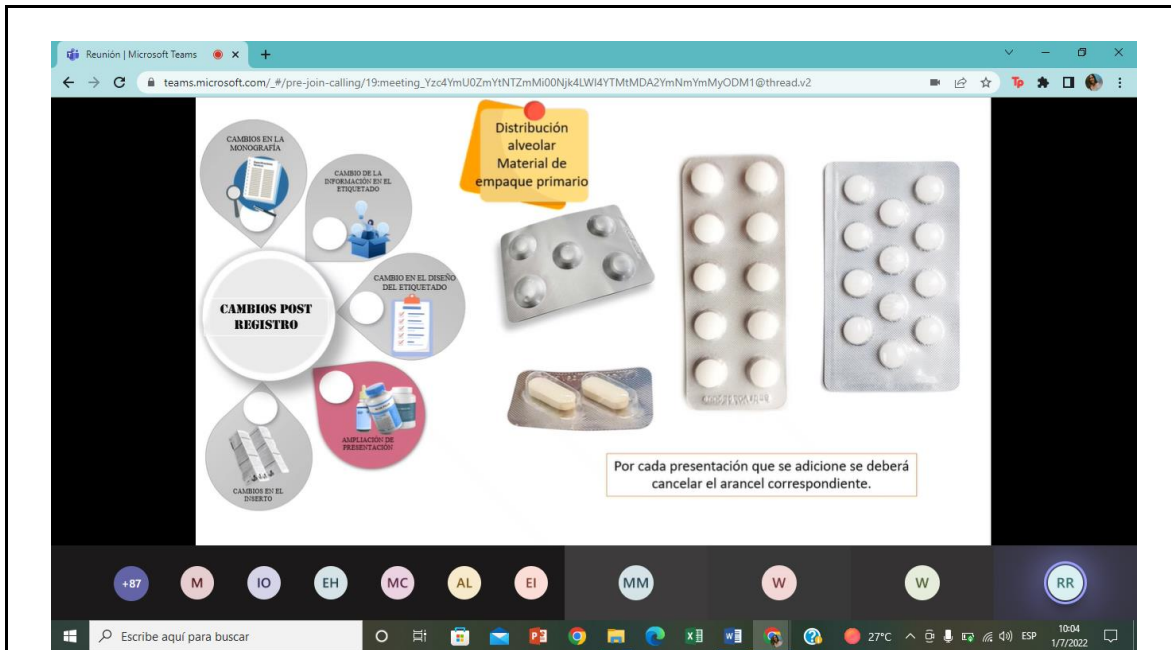 Reunión | Microsoft Teams
teams.microsoft.com/_#/pre-join-calling/19:meeting_Yzc4YmU0ZmYtNTZmMi00Njk4LWI4YTMtMDA2YmNmYmMyODM1@thread.v2
Tp
CAMBIOS EN LA
MONOGRAFÍA
CAMBIO DE LA
INFORMACIÓN EN EL
ETIQUETADO
CAMBIO EN EL DISEÑO
DEL ETIQUETADO
CAMBIOS POST
REGISTRO
AMPLIACIÓN DE
PRESENTACIÓN
CAMBIOS EN EL
INSERTO
Distribución
alveolar
Material de
empaque primario
Por cada presentación que se adicione se deberá
cancelar el arancel correspondiente.
+87
M
IO
EH
MC
AL
EI
MM
W
W
RR
Escribe aquí para buscar
27°C
ESP
10:04
1/7/2022